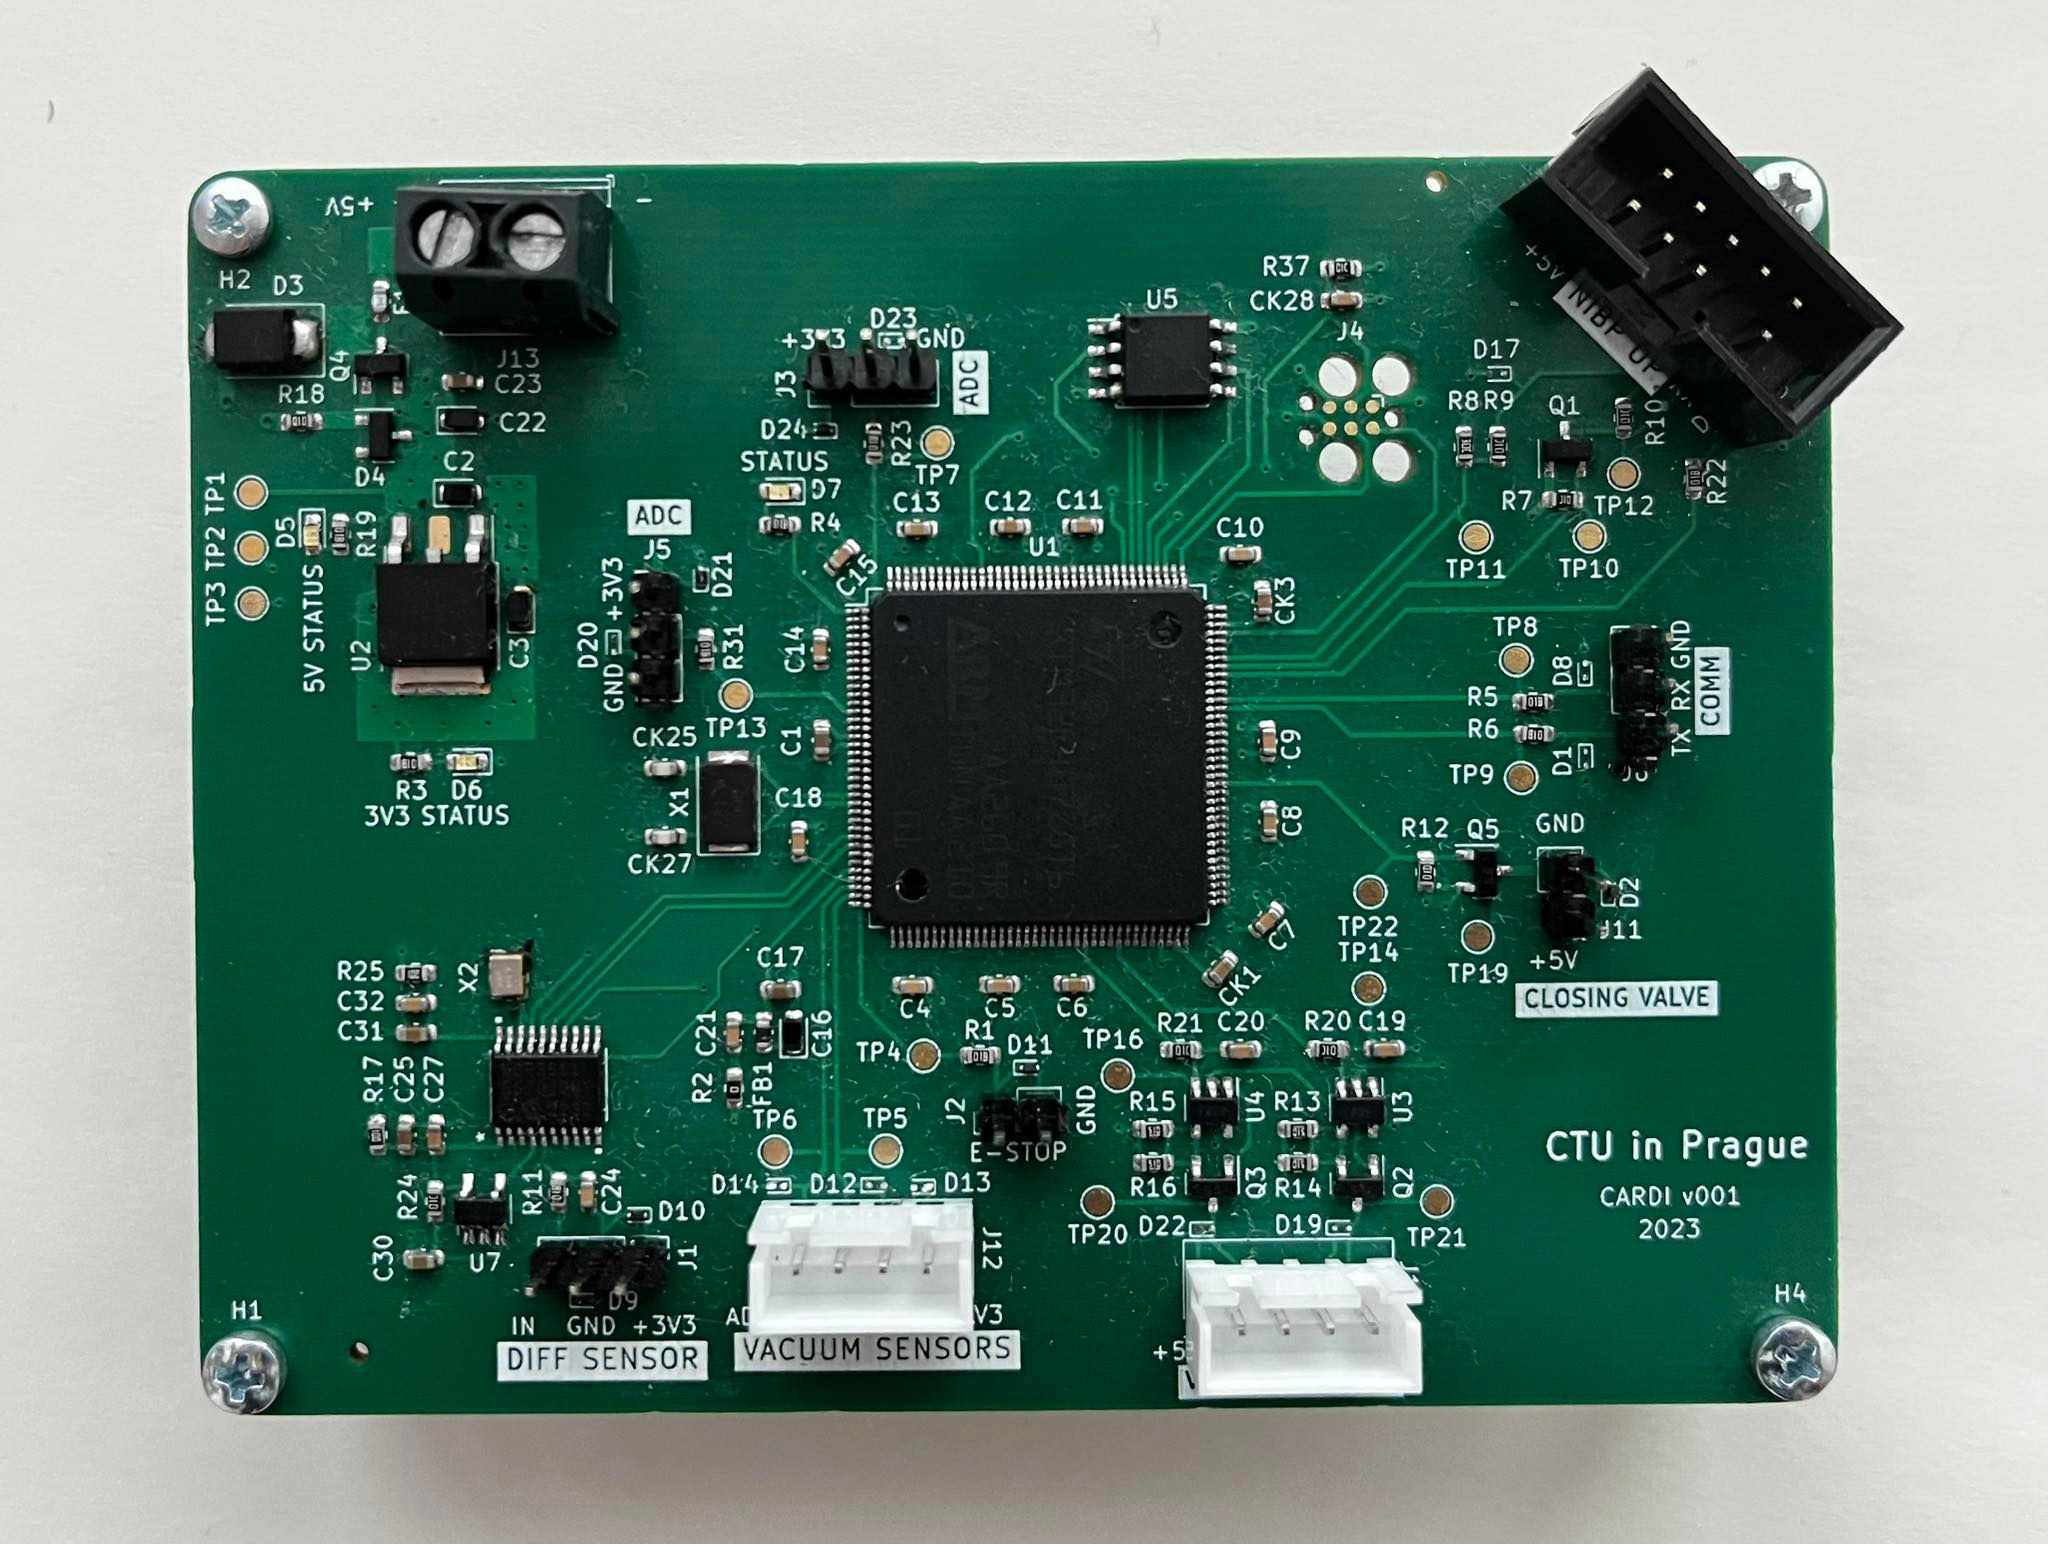 +5V
-
H2
D3
J13
Q4
C23
R18
C22
D4
C2
TP1
TP2
TP3
D5
R19
5V STATUS
U2
C3
R3
D6
3V3 STATUS
D23
GND
J3
ADC
D24
R23
TP7
STATUS
D7
R4
C13
C12
C11
U1
C10
C15
CK3
C14
C1
C18
C9
C8
C7
CK1
C4
C5
C6
ADC
J5
D21
+3V3
D20
GND
R31
TP13
CK25
X1
CK27
U5
R37
CK28
J4
+5V
D17
R8
R9
Q1
R10
R22
R7
TP12
TP11
TP10
TP8
D8
GND
RX
TX
COMM
R5
R6
TP9
D1
R12
Q5
GND
D2
J11
+5V
TP22
TP14
TP19
CLOSING VALVE
ARM
R25
X2
C32
C31
R17
C25
C27
R24
R11
C24
C30
U7
D10
J1
D9
IN
GND
+3V3
DIFF SENSOR
C17
C21
C16
R2
FB1
TP6
TP5
TP4
R1
D11
J2
GND
E-STOP
D14
D12
D13
J12
VACUUM SENSORS
TP16
R21
C20
R20
C19
R15
U4
R13
U3
R16
Q3
R14
Q2
TP20
D22
D19
TP21
CTU in Prague
CARDI v001
2023
H1
H4